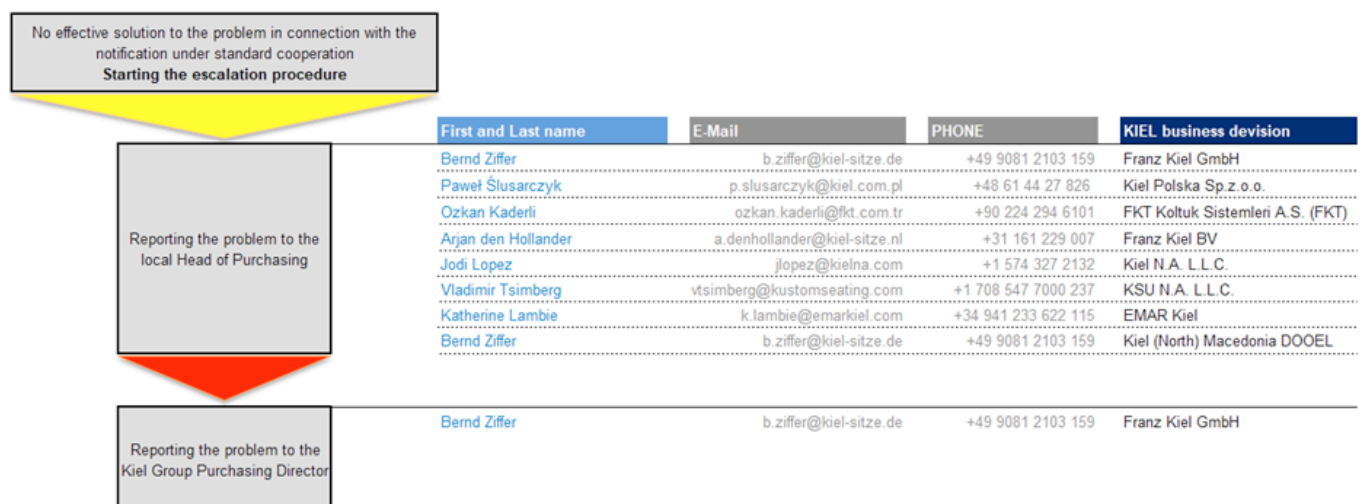 No effective solution to the problem in connection with the
notification under standard cooperation
Starting the escalation procedure
First and Last name E-Mail PHONE KIEL business devision
Bernd Ziffer b.ziffer@kiel-sitze.de +49 9081 2103 159 Franz Kiel GmbH
Paweł Ślusarczyk p.slusarczyk@kiel.com.pl +48 61 44 27 826 Kiel Polska Sp.z.o.o.
Ozkan Kaderli ozkan.kaderli@fkt.com.tr +90 224 294 6101 FKT Koltuk Sistemleri A.S. (FKT)
Arjan den Hollander a.denhollander@kiel-sitze.nl +31 161 229 007 Franz Kiel BV
Jodi Lopez jlopez@kielna.com +1 574 327 2132 Kiel N.A. L.L.C.
Vladimir Tsimberg vtsimberg@kustomseating.com +1 708 547 7000 237 KSU N.A. L.L.C.
Katherine Lambie k.lambie@emarkiel.com +34 941 233 622 115 EMAR Kiel
Bernd Ziffer b.ziffer@kiel-sitze.de +49 9081 2103 159 Kiel (North) Macedonia DOOEL
Reporting the problem to the
local Head of Purchasing
Bernd Ziffer b.ziffer@kiel-sitze.de +49 9081 2103 159 Franz Kiel GmbH
Reporting the problem to the
Kiel Group Purchasing Director